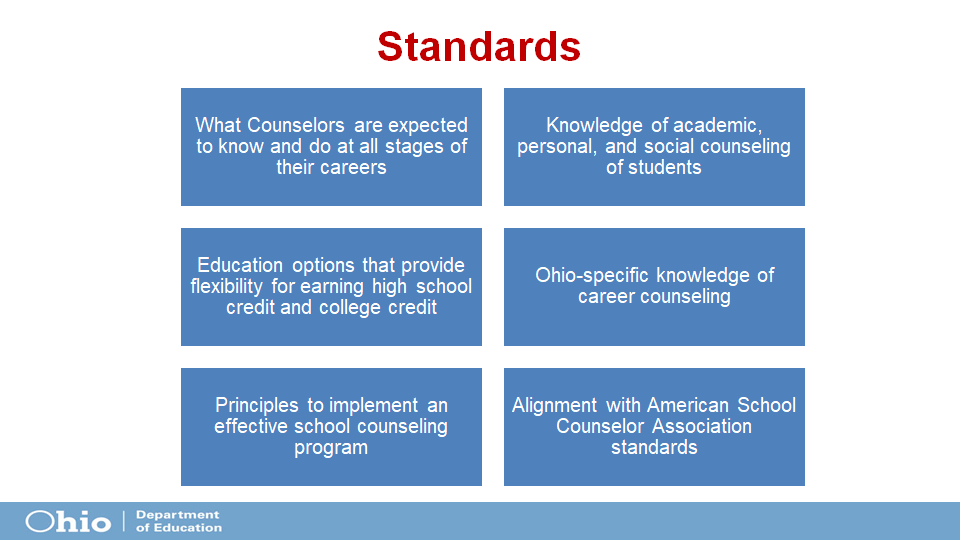 Standards
What Counselors are expected
to know and do at all stages of
their careers
Knowledge of academic,
personal, and social counseling
of students
Education options that provide
flexibility for earning high school
credit and college credit
Ohio-specific knowledge of
career counseling
Principles to implement an
effective school counseling
program
Alignment with American School
Counselor Association
standards
Ohio
Department
of Education